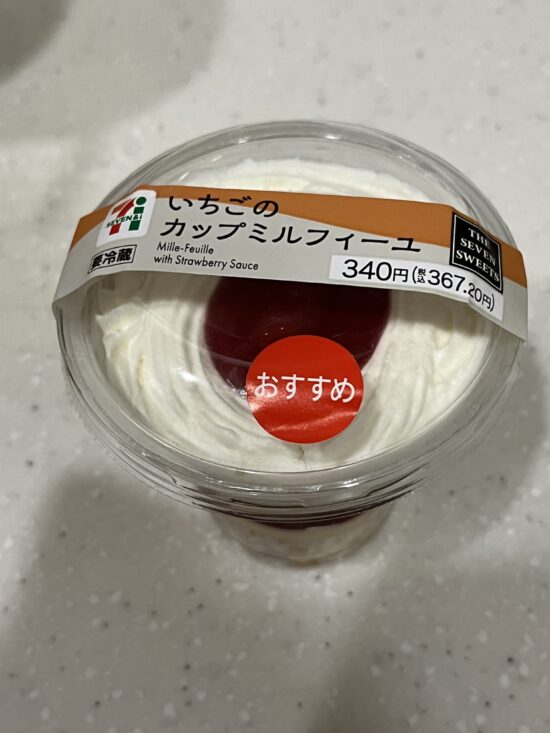 SEVEN&i
いちごの
カップミルフィーユ
要冷蔵
Mille-Feuille
with Strawberry Sauce
340円(税込367.20円)
THE
SEVEN
SWEETS
おすすめ